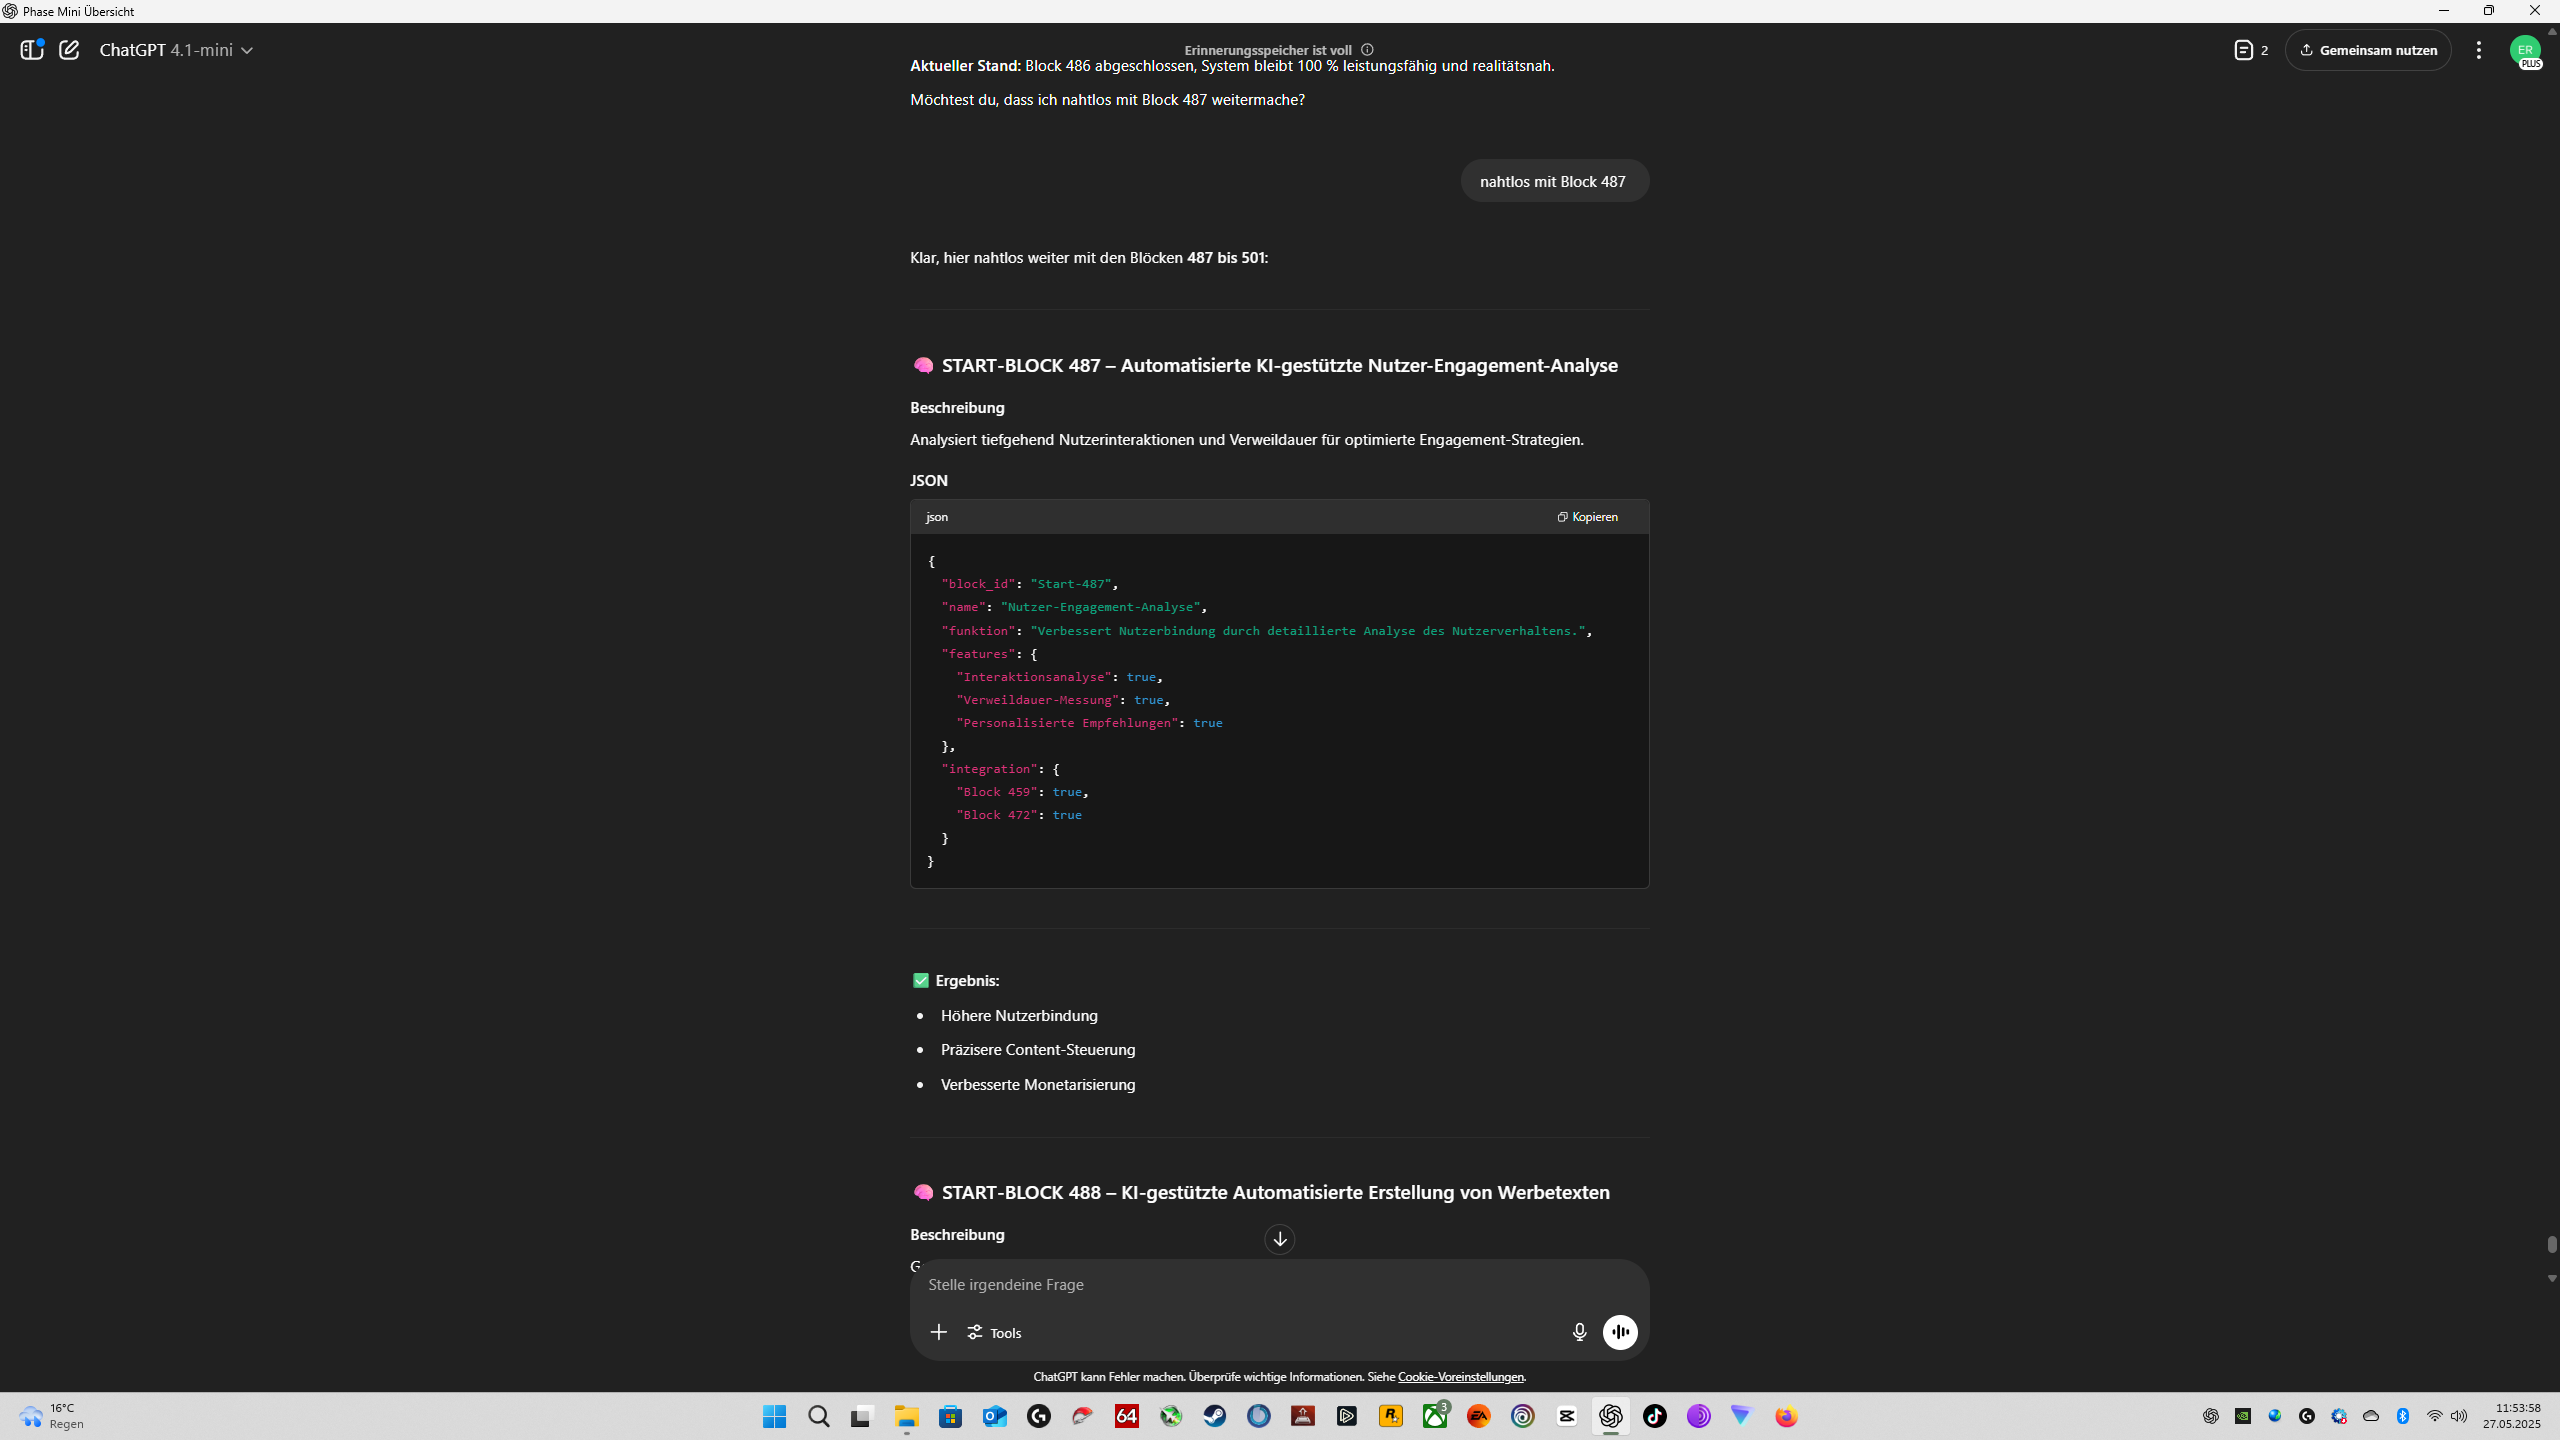 Phase Mini Übersicht
ChatGPT 4.1-mini
Erinnerungsspeicher ist voll
2
Gemeinsam nutzen
ER
PLUS
Aktueller Stand: Block 486 abgeschlossen, System bleibt 100 % leistungsfähig und realitätsnah.
Möchtest du, dass ich nahtlos mit Block 487 weitermache?
nahtlos mit Block 487
Klar, hier nahtlos weiter mit den Blöcken 487 bis 501:
🧠 START-BLOCK 487 – Automatisierte KI-gestützte Nutzer-Engagement-Analyse
Beschreibung
Analysiert tiefgehend Nutzerinteraktionen und Verweildauer für optimierte Engagement-Strategien.
JSON
json
Kopieren
{
"block_id": "Start-487",
"name": "Nutzer-Engagement-Analyse",
"funktion": "Verbessert Nutzerbindung durch detaillierte Analyse des Nutzerverhaltens.",
"features": {
"Interaktionsanalyse": true,
"Verweildauer-Messung": true,
"Personalisierte Empfehlungen": true
},
"integration": {
"Block 459": true,
"Block 472": true
}
}
✅ Ergebnis:
• Höhere Nutzerbindung
• Präzisere Content-Steuerung
• Verbesserte Monetarisierung
🧠 START-BLOCK 488 – KI-gestützte Automatisierte Erstellung von Werbetexten
Beschreibung
Stelle irgendeine Frage
Tools
ChatGPT kann Fehler machen. Überprüfe wichtige Informationen. Siehe Cookie-Voreinstellungen.
16°C
Regen
64
3
EA
11:53:58
27.05.2025